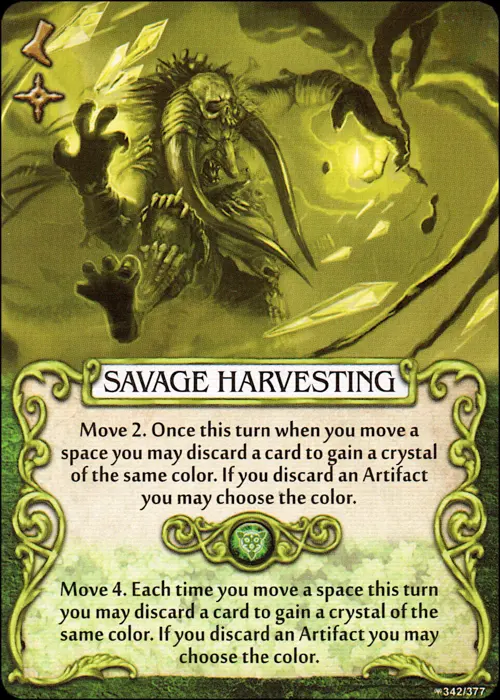 SAVAGE HARVESTING
Move 2. Once this turn when you move a
space you may discard a card to gain a crystal
of the same color. If you discard an Artifact
you may choose the color.
Move 4. Each time you move a space this turn
you may discard a card to gain a crystal of the
same color. If you discard an Artifact you may
choose the color.
342/377